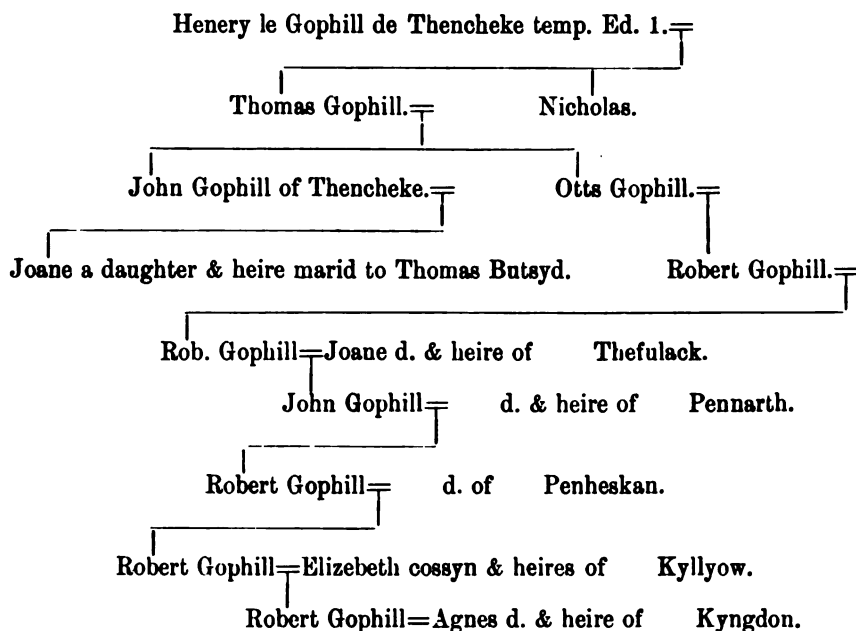 Henery le Gophill de Thencheke temp. Ed. 1.
Thomas Gophill. Nicholas.
John Gophill of Thencheke. Otts Gophill.
Joane a daughter & heire marid to Thomas Butsyd. Robert Gophill.
Rob. Gophill=Joane d. & heire of Thefulack.
John Gophill= d. & heire of Pennarth.
Robert Gophill= d. of Penheskan.
Robert Gophill=Elizebeth cossyn & heires of Kyllyow.
Robert Gophill=Agnes d. & heire of Kyngdon.